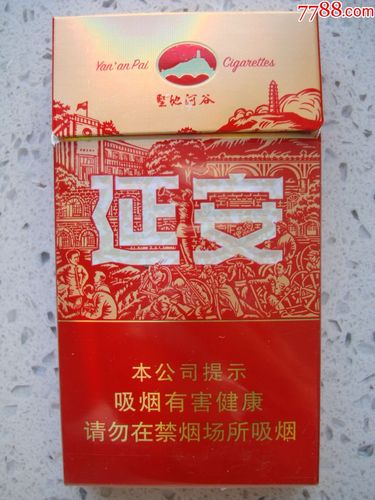 7788.com
Yan'an Pai Cigarettes
圣地河谷
延安
本公司提示
吸烟有害健康
请勿在禁烟场所吸烟